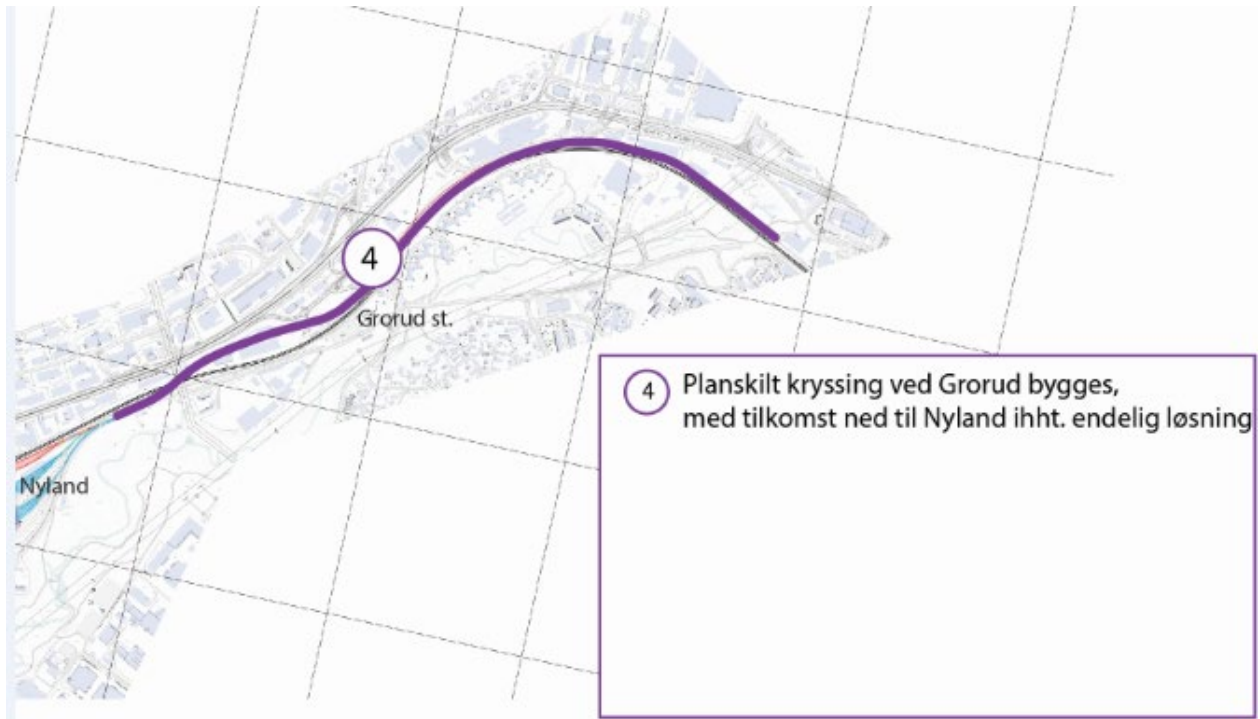 4
Grorud st.
Nyland
4 Planskilt kryssing ved Grorud bygges,
med tilkomst ned til Nyland ihht. endelig løsning